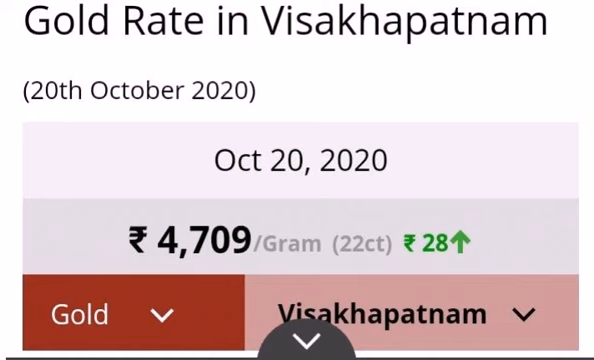 Gold Rate in Visakhapatnam
(20th October 2020)
Oct 20, 2020
₹ 4,709/Gram (22ct) ₹ 28↑
Gold Visakhapatnam